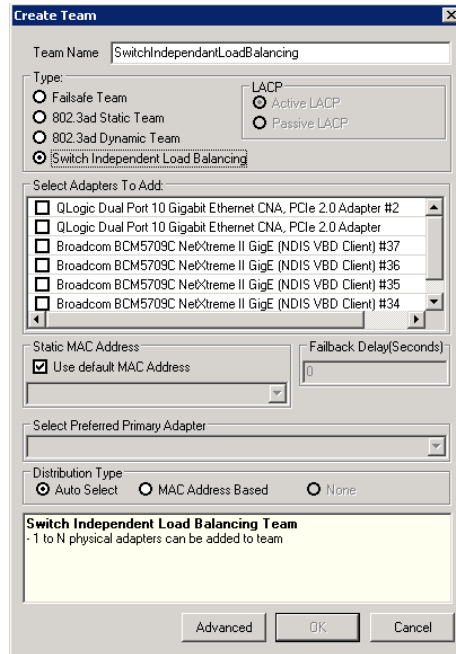 Create Team
Team Name SwitchIndependantLoadBalancing
Type:
Failsafe Team
802.3ad Static Team
802.3ad Dynamic Team
Switch Independent Load Balancing
LACP
Active LACP
Passive LACP
Select Adapters To Add:
QLogic Dual Port 10 Gigabit Ethernet CNA, PCIe 2.0 Adapter #2
QLogic Dual Port 10 Gigabit Ethernet CNA, PCIe 2.0 Adapter
Broadcom BCM5709C NetXtreme II GigE (NDIS VBD Client) #37
Broadcom BCM5709C NetXtreme II GigE (NDIS VBD Client) #36
Broadcom BCM5709C NetXtreme II GigE (NDIS VBD Client) #35
Broadcom BCM5709C NetXtreme II GigE (NDIS VBD Client) #34
Static MAC Address
Use default MAC Address
Failback Delay(Seconds)
0
Select Preferred Primary Adapter
Distribution Type
Auto Select MAC Address Based None
Switch Independent Load Balancing Team
- 1 to N physical adapters can be added to team
Advanced OK Cancel